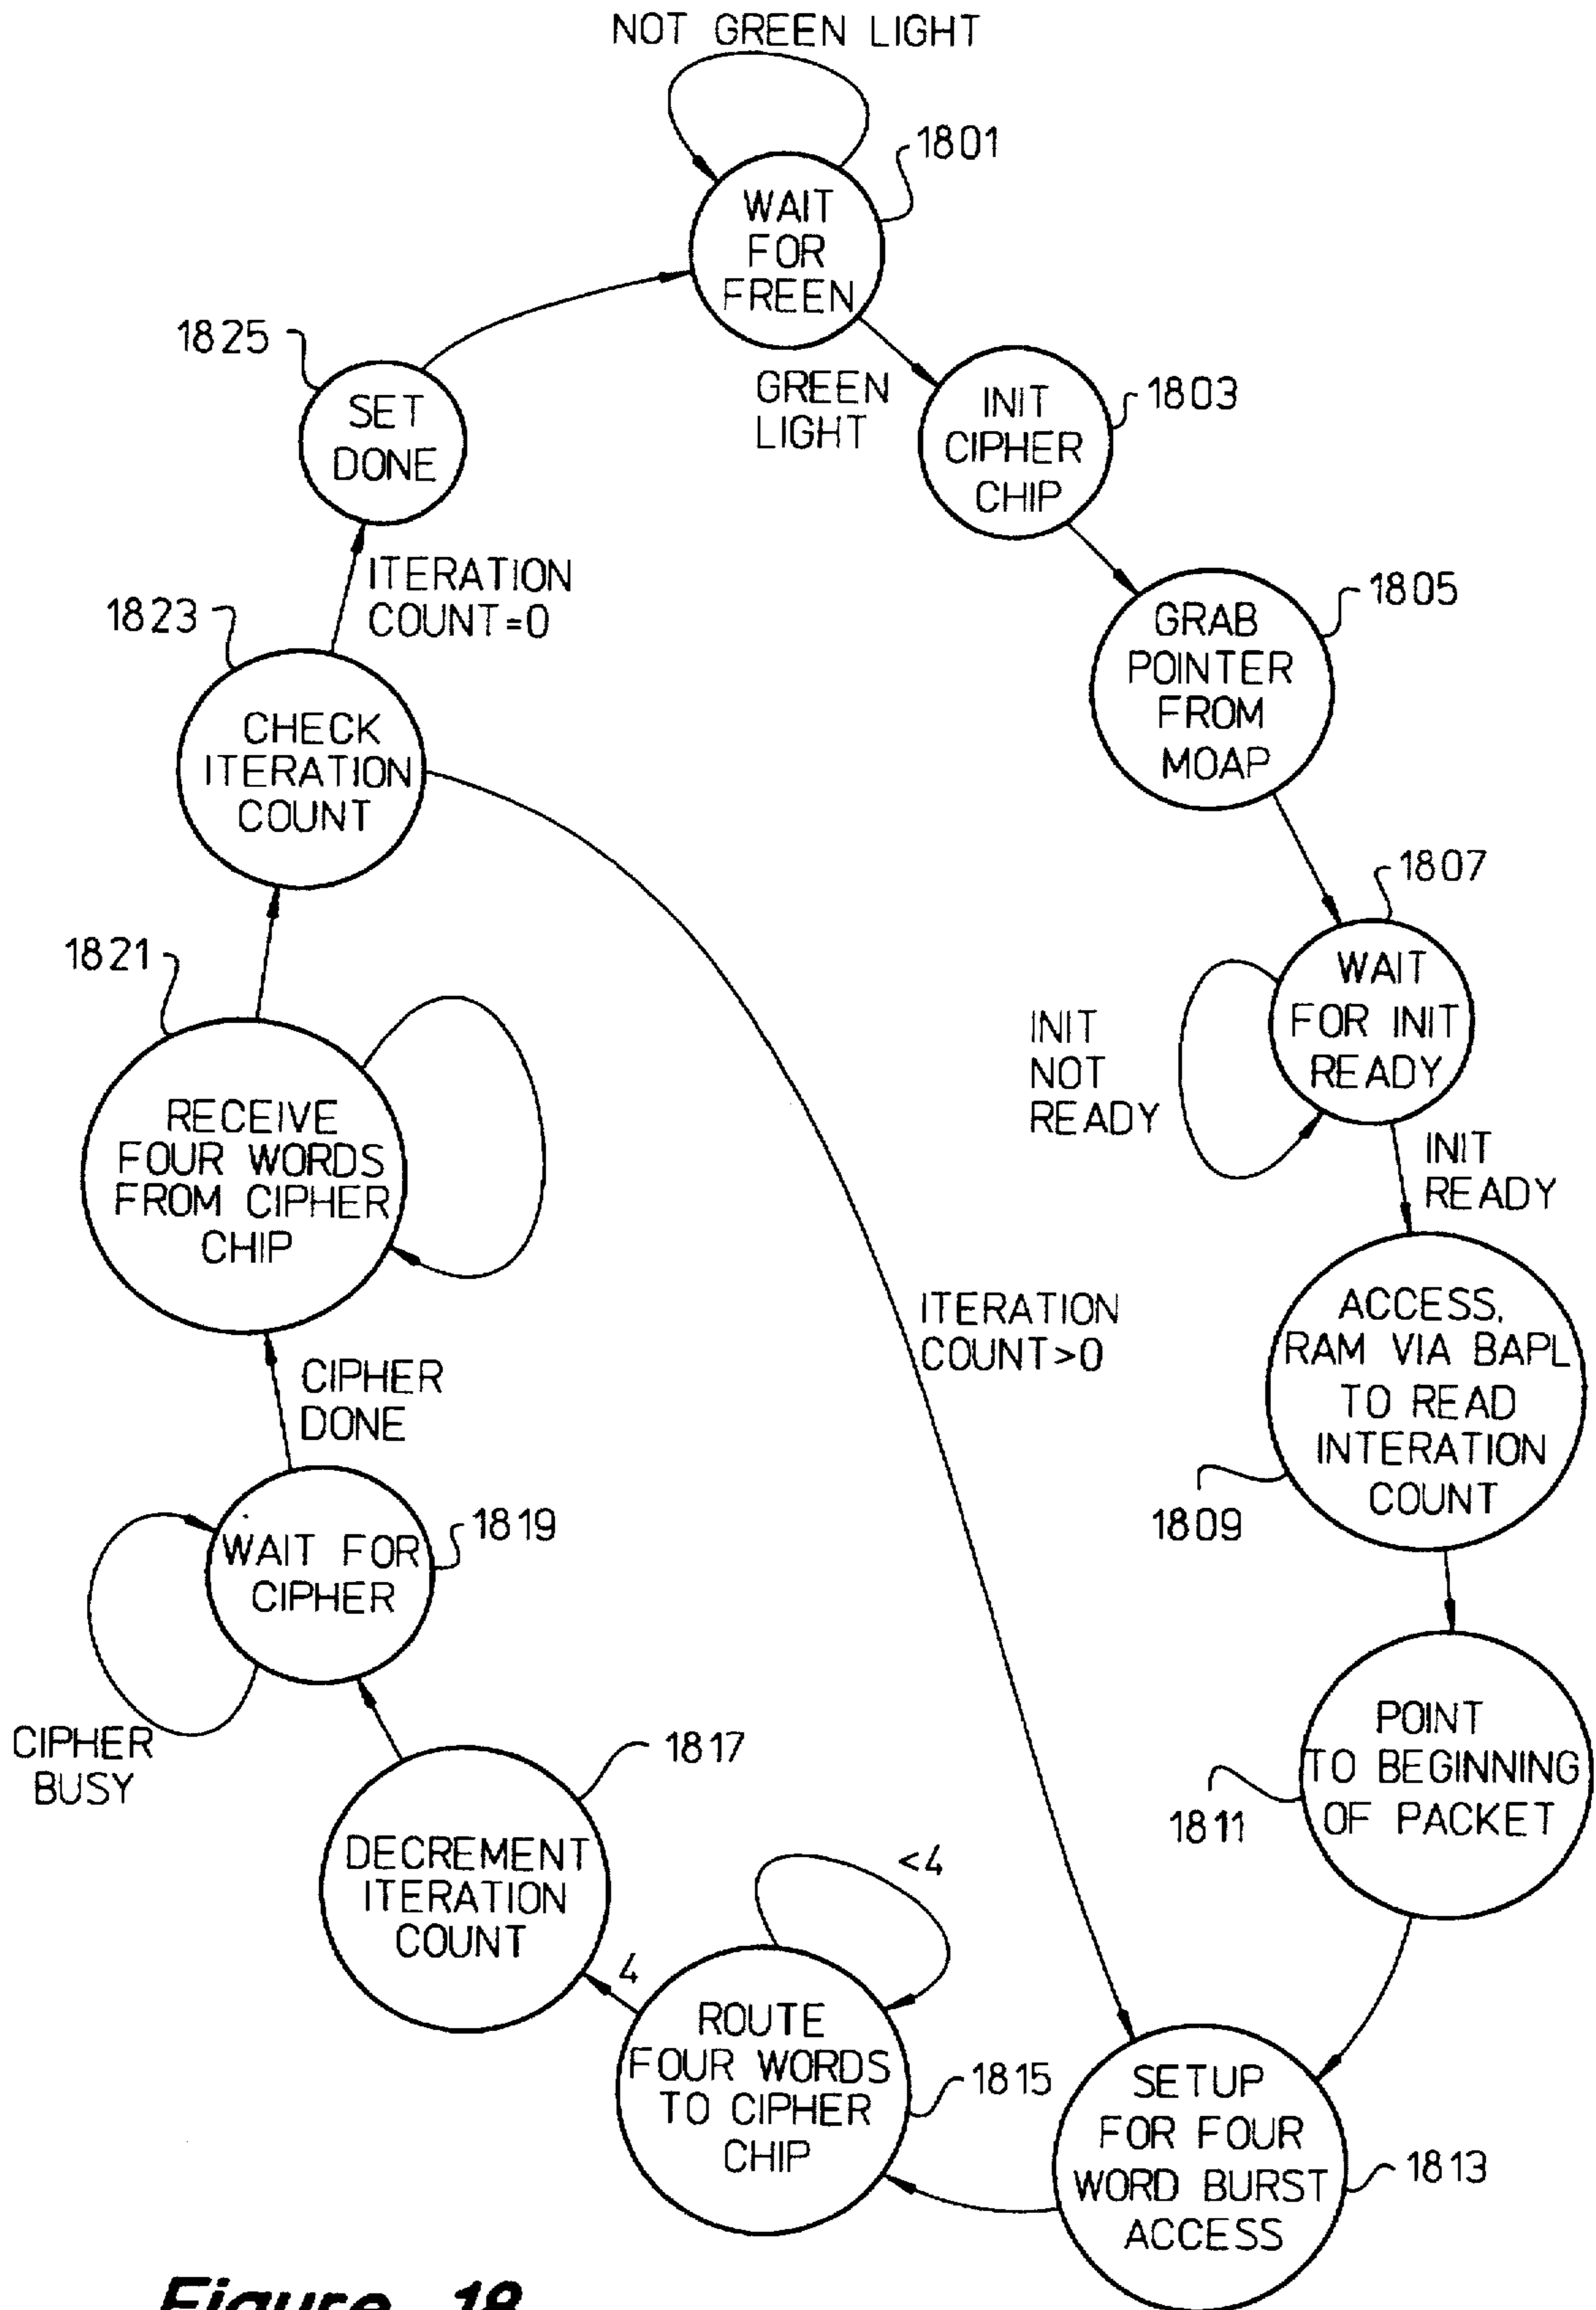 NOT GREEN LIGHT
1801
WAIT
FOR
FREEN
GREEN
LIGHT
INIT
CIPHER
CHIP
1803
GRAB
POINTER
FROM
MOAP
1805
1807
WAIT
FOR INIT
READY
INIT
NOT
READY
INIT
READY
ACCESS,
RAM VIA BAPL
TO READ
INTERATION
COUNT
1809
POINT
TO BEGINNING
OF PACKET
1811
SETUP
FOR FOUR
WORD BURST
ACCESS
1813
<4
ROUTE
FOUR WORDS
TO CIPHER
CHIP
1815
4
1817
DECREMENT
ITERATION
COUNT
1819
WAIT FOR
CIPHER
CIPHER
BUSY
CIPHER
DONE
1821
RECEIVE
FOUR WORDS
FROM CIPHER
CHIP
1823
CHECK
ITERATION
COUNT
ITERATION
COUNT>0
ITERATION
COUNT=0
1825
SET
DONE
Figure 18